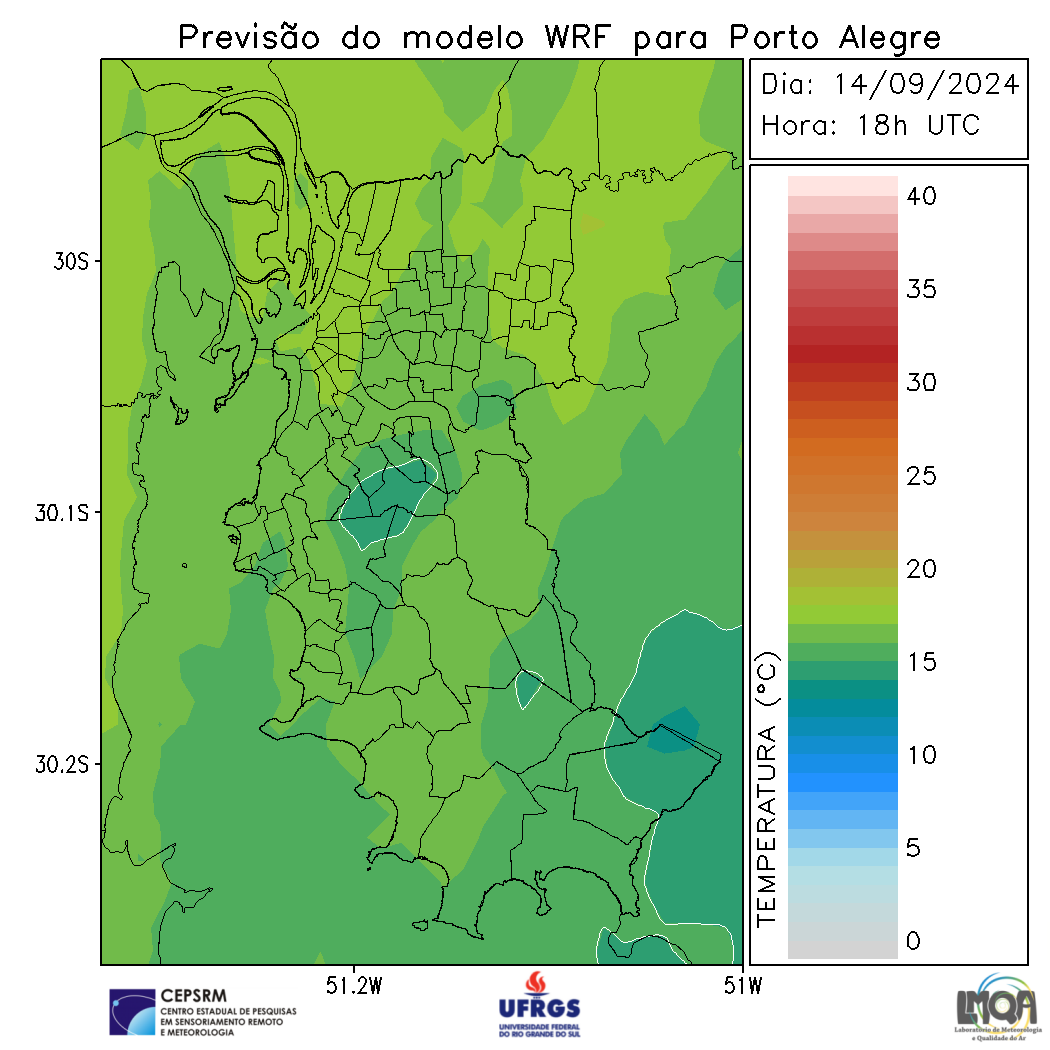 Previsão do modelo WRF para Porto Alegre
Dia: 14/09/2024
Hora: 18h UTC
30S
30.1S
30.2S
51.2W
51W
TEMPERATURA (°C)
40
35
30
25
20
15
10
5
0
CEPSRM
CENTRO ESTADUAL DE PESQUISAS
EM SENSORIAMENTO REMOTO
E METEOROLOGIA
UFRGS
UNIVERSIDADE FEDERAL
DO RIO GRANDE DO SUL
LMQA
Laboratório de Meteorologia
e Qualidade do Ar